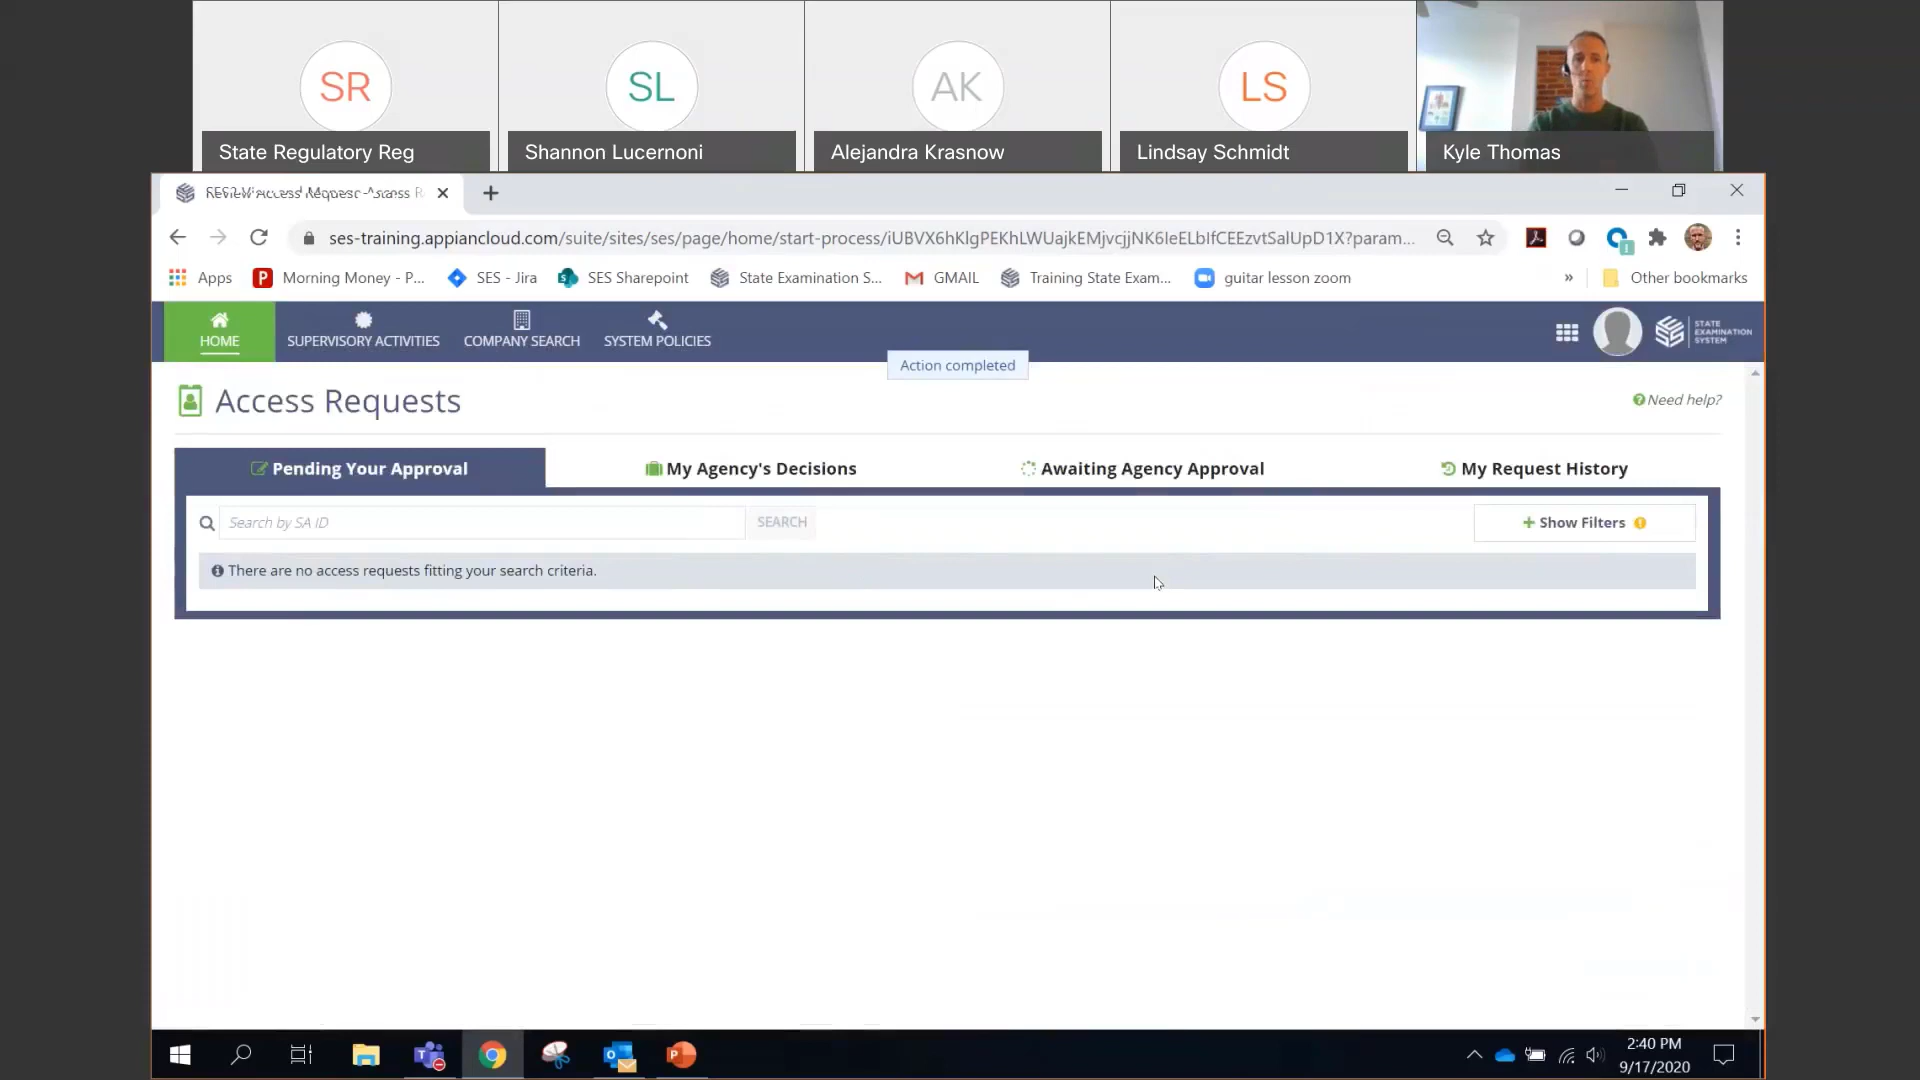 SR
SL
AK
LS
State Regulatory Reg
Shannon Lucernoni
Alejandra Krasnow
Lindsay Schmidt
Kyle Thomas
ses-training.appiancloud.com/suite/sites/ses/page/home/start-process/iUBVX6hKlgPEKhLWUajkEMjvcjjNK6IeELbIfCEEzvtSalUpD1X?param...
Apps
Morning Money - P...
SES - Jira
SES Sharepoint
State Examination S...
GMAIL
Training State Exam...
guitar lesson zoom
»
Other bookmarks
HOME
SUPERVISORY ACTIVITIES
COMPANY SEARCH
SYSTEM POLICIES
STATE
EXAMINATION
SYSTEM
Action completed
Access Requests
Need help?
Pending Your Approval
My Agency's Decisions
Awaiting Agency Approval
My Request History
Search by SA ID
SEARCH
+ Show Filters
There are no access requests fitting your search criteria.
2:40 PM
9/17/2020